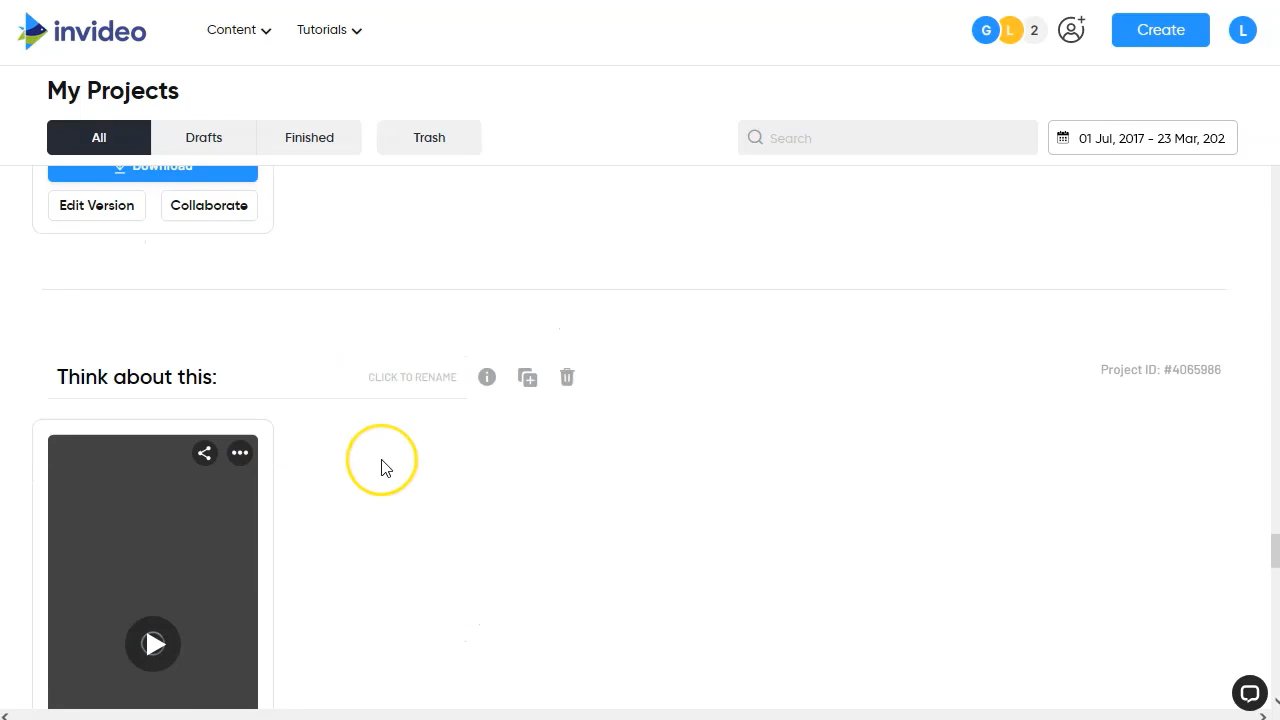 invideo
Content
Tutorials
G L 2
Create
L
My Projects
All
Drafts
Finished
Trash
Search
01 Jul, 2017 - 23 Mar, 202
Download
Edit Version
Collaborate
Think about this:
CLICK TO RENAME
Project ID: #4065986